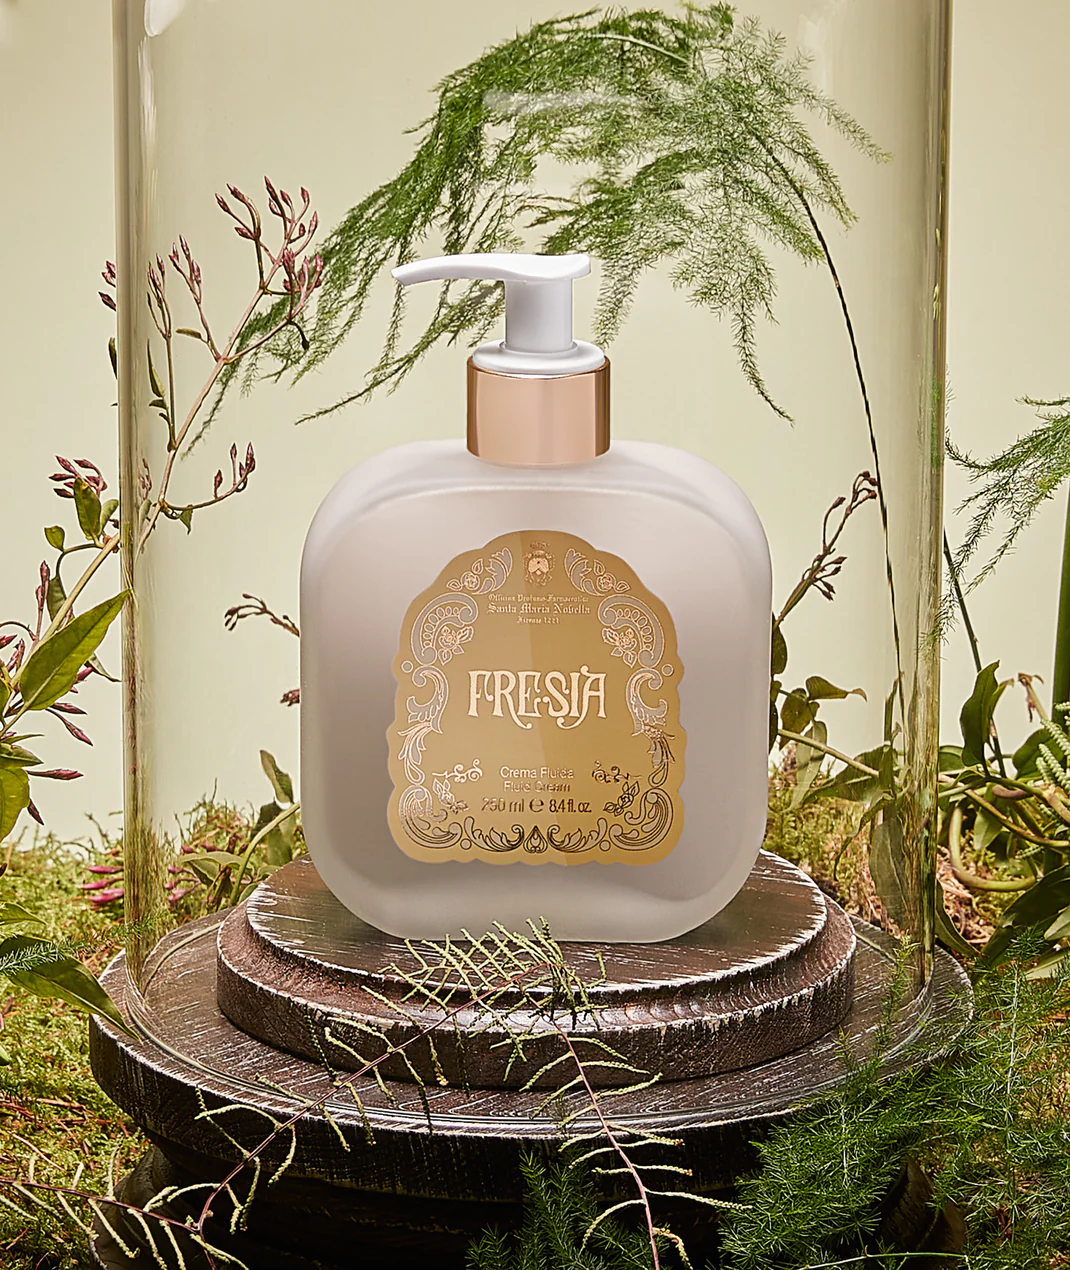 Officina Profumo-Farmaceutica
Santa Maria Novella
Firenze 1221
FRESIA
Crema Fluida
Fluid Cream
250 ml ℮ 8.4 fl. oz.